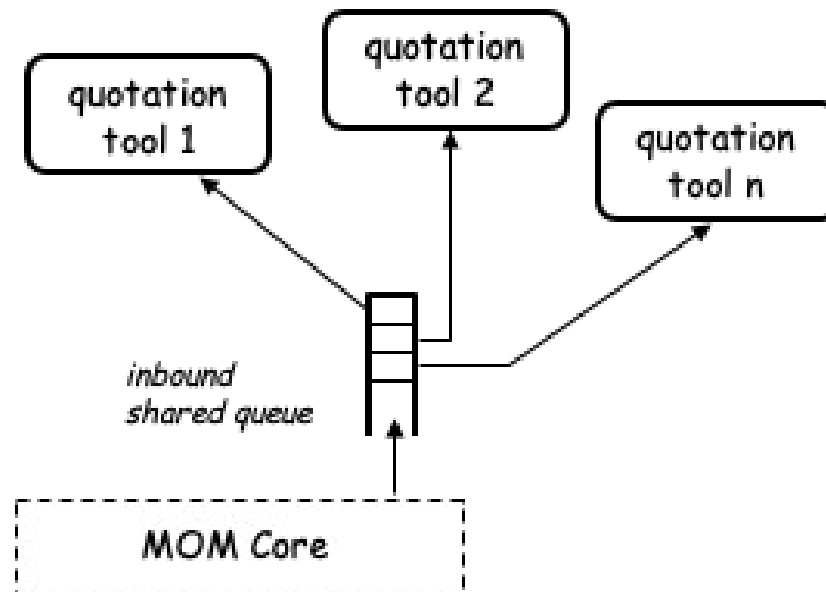 quotation
tool 1
quotation
tool 2
quotation
tool n
inbound
shared queue
MOM Core